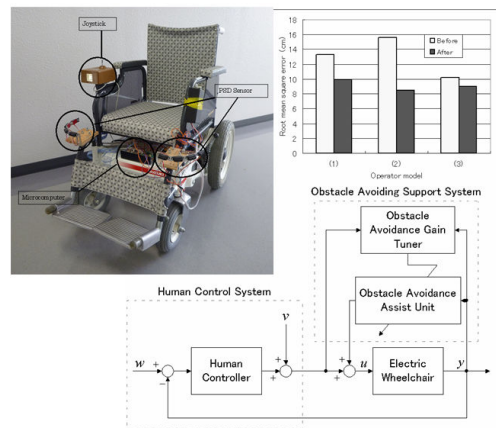 Joystick
PSD Sensor
Microcomputer
Root mean square error (cm)
18
16
14
12
10
8
6
4
2
0
Before
After
(1)
(2)
(3)
Operator model
Obstacle Avoiding Support System
Obstacle
Avoidance Gain
Tuner
Obstacle Avoidance
Assist Unit
Human Control System
v
w
+
−
Human
Controller
+
+
+
+
u
Electric
Wheelchair
y